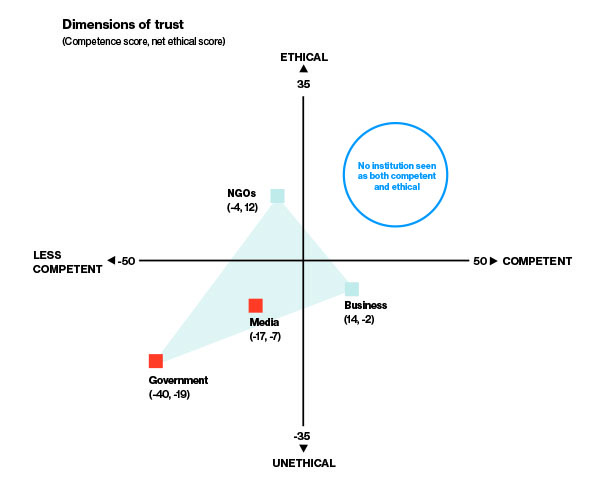 Dimensions of trust
(Competence score, net ethical score)
ETHICAL
35
No institution seen
as both competent
and ethical
NGOs
(-4, 12)
LESS
COMPETENT
-50
50
COMPETENT
Business
(14, -2)
Media
(-17, -7)
Government
(-40, -19)
-35
UNETHICAL